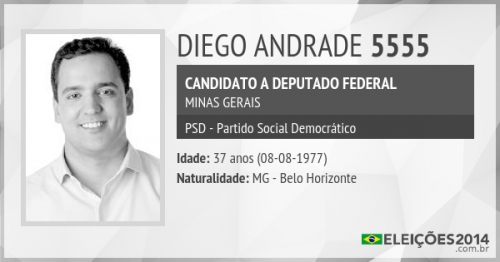 DIEGO ANDRADE 5555
CANDIDATO A DEPUTADO FEDERAL
MINAS GERAIS
PSD - Partido Social Democrático
Idade: 37 anos (08-08-1977)
Naturalidade: MG - Belo Horizonte
ELEIÇÕES2014
.com.br